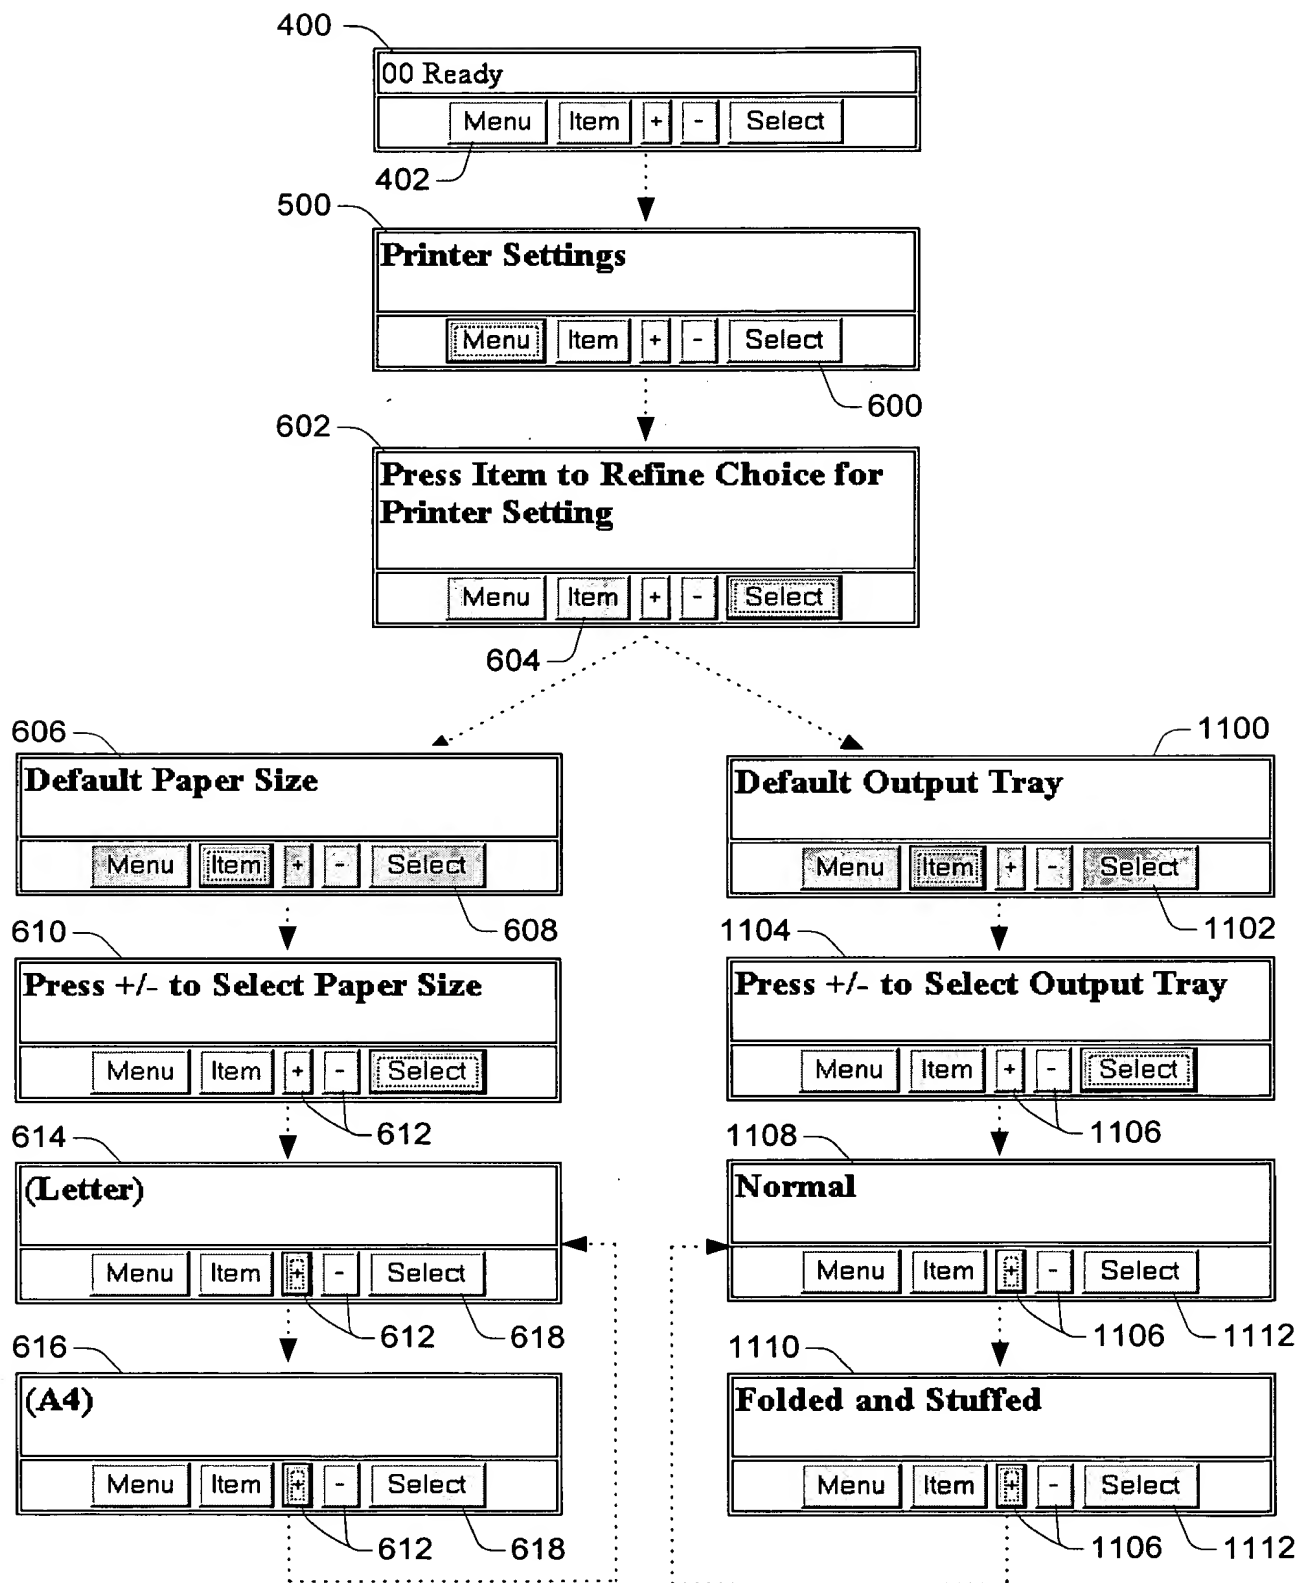 400
00 Ready
Menu Item + - Select
402
500
Printer Settings
Menu Item + - Select
600
602
Press Item to Refine Choice for
Printer Setting
Menu Item + - Select
604
606
Default Paper Size
Menu Item + - Select
608
610
Press +/- to Select Paper Size
Menu Item + - Select
612
614
(Letter)
Menu Item + - Select
612 618
616
(A4)
Menu Item + - Select
612 618
1100
Default Output Tray
Menu Item + - Select
1102
1104
Press +/- to Select Output Tray
Menu Item + - Select
1106
1108
Normal
Menu Item + - Select
1106 1112
1110
Folded and Stuffed
Menu Item + - Select
1106 1112